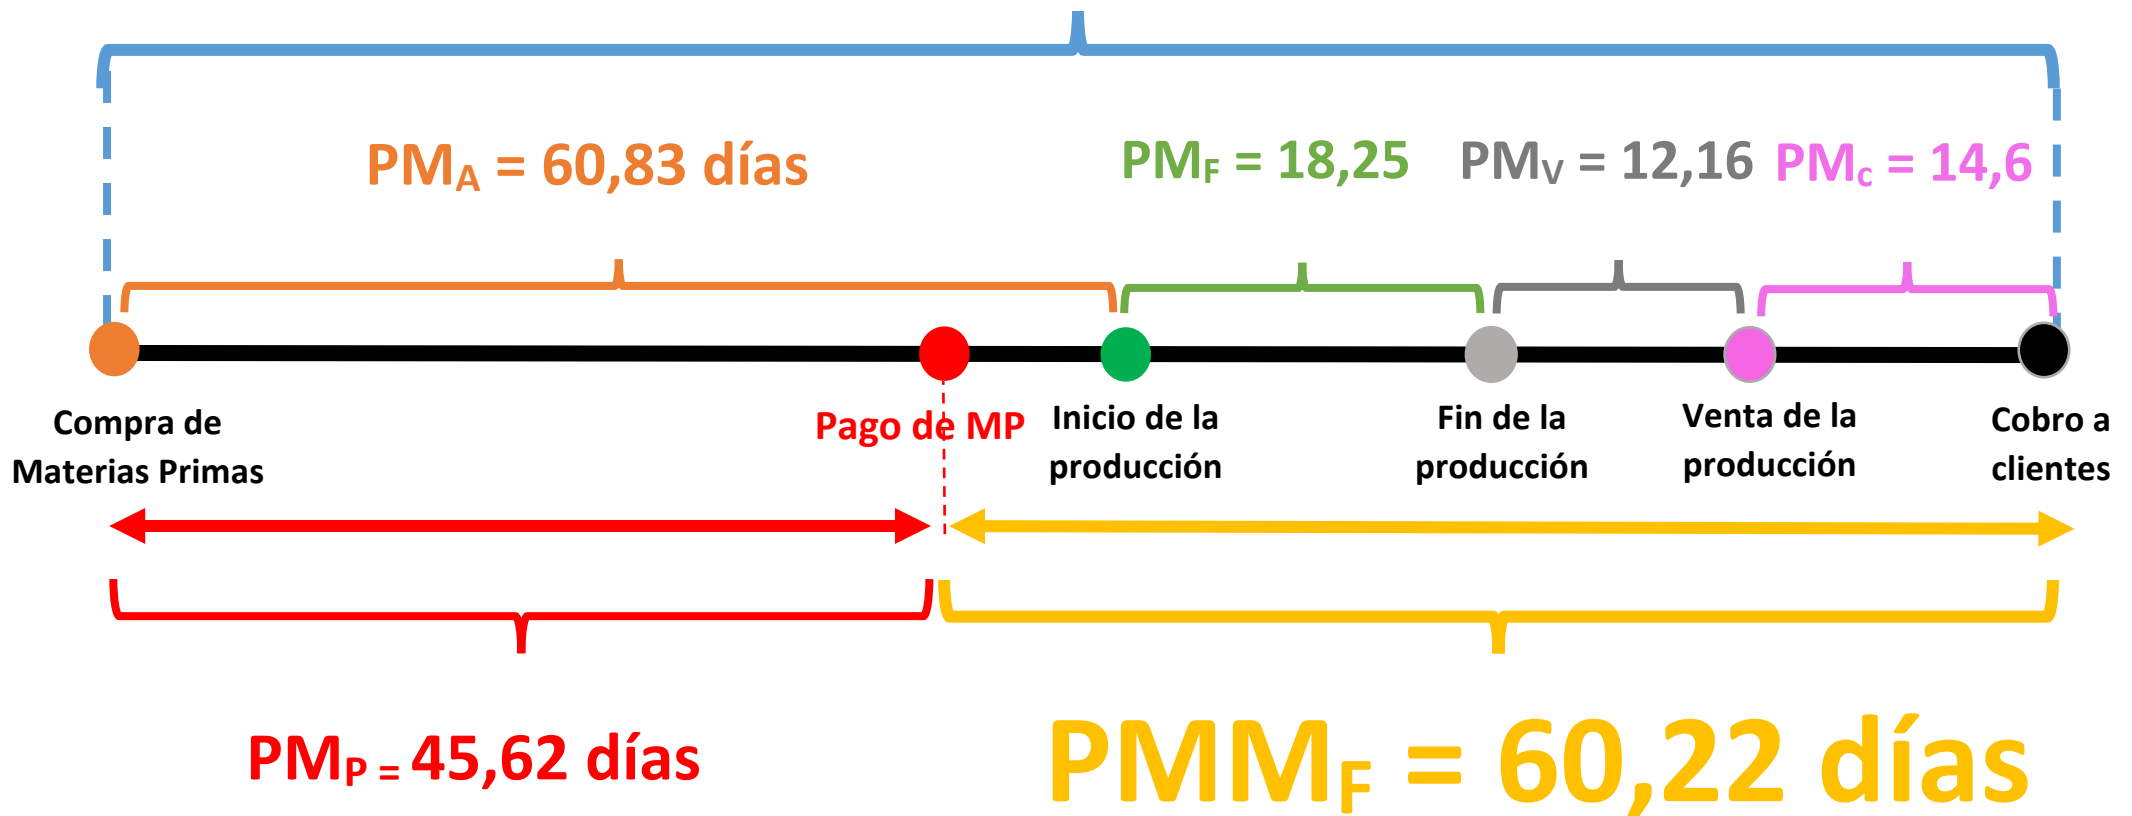 PMA = 60,83 días
PMF = 18,25
PMV = 12,16
PMc = 14,6
Compra de
Materias Primas
Pago de MP
Inicio de la
producción
Fin de la
producción
Venta de la
producción
Cobro a
clientes
PMP = 45,62 días
PMMF = 60,22 días